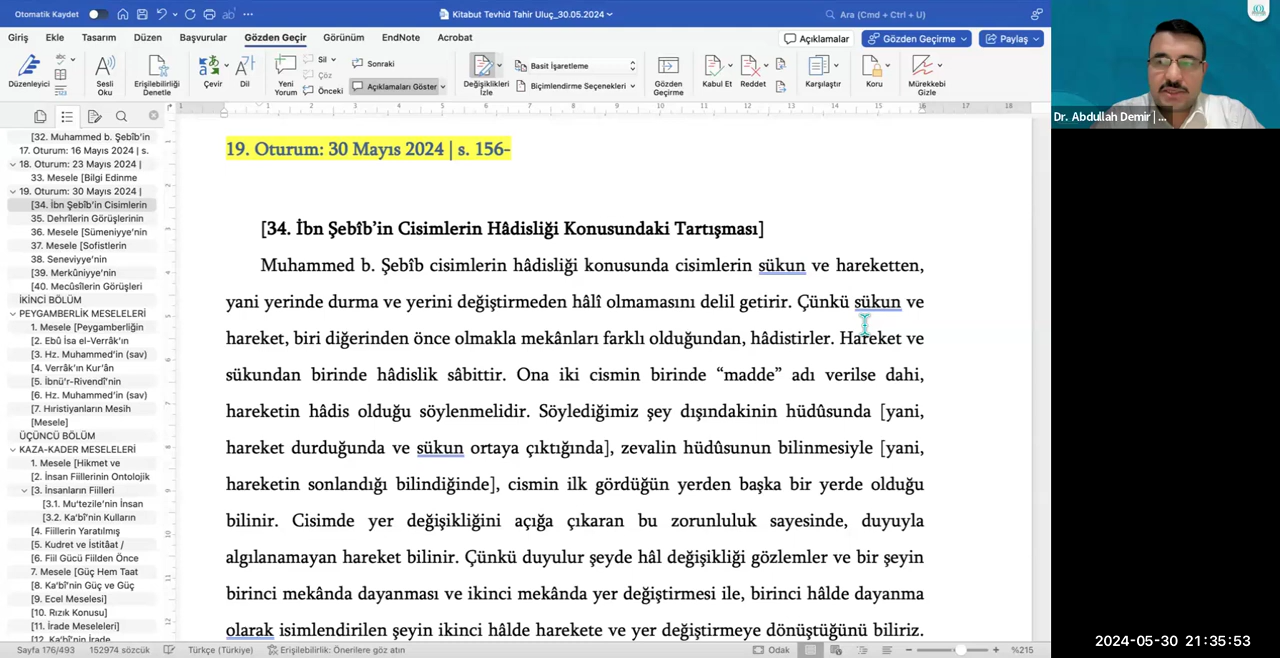 Otomatik Kaydet
Kitabut Tevhid Tahir Uluç_30.05.2024
Ara (Cmd + Ctrl + U)
Giriş Ekle Tasarım Düzen Başvurular Gözden Geçir Görünüm EndNote Acrobat
Açıklamalar Gözden Geçirme Paylaş
Düzenleyici
Sesli Oku
Erişilebilirliği Denetle
Çevir
Dil
Yeni Yorum
Sil
Çöz
Önceki
Sonraki
Açıklamaları Göster
Değişiklikleri İzle
Basit İşaretleme
Biçimlendirme Seçenekleri
Gözden Geçirme
Kabul Et
Reddet
Karşılaştır
Koru
Mürekkebi Gizle
Dr. Abdullah Demir | ...
[32. Muhammed b. Şebîb'in
17. Oturum: 16 Mayıs 2024 | s.
18. Oturum: 23 Mayıs 2024 |
33. Mesele [Bilgi Edinme
19. Oturum: 30 Mayıs 2024 |
[34. İbn Şebîb'in Cisimlerin
35. Dehrîlerin Görüşlerinin
36. Mesele [Sümeniyye'nin
37. Mesele [Sofistlerin
38. Seneviyye'nin
[39. Merkûniyye'nin
[40. Mecûsîlerin Görüşleri
İKİNCİ BÖLÜM
PEYGAMBERLİK MESELELERİ
1. Mesele [Peygamberliğin
[2. Ebû İsa el-Verrâk'ın
[3. Hz. Muhammed'in (sav)
[4. Verrâk'ın Kur'ân
[5. İbnü'r-Rivendî'nin
[6. Hz. Muhammed'in (sav)
[7. Hıristiyanların Mesih
[Mesele]
ÜÇÜNCÜ BÖLÜM
KAZA-KADER MESELELERİ
1. Mesele [Hikmet ve
[2. İnsan Fiillerinin Ontolojik
[3. İnsanların Fiilleri
[3.1. Mu'tezile'nin İnsan
[3.2. Ka'bî'nin Kulların
[4. Fiillerin Yaratılmış
[5. Kudret ve İstitâat /
[6. Fiil Gücü Fiilden Önce
7. Mesele [Güç Hem Taat
[8. Ka'bî'nin Güç ve Güç
[9. Ecel Meselesi]
[10. Rızık Konusu]
[11. İrade Meseleleri]
[12. Ka'bî'nin İrade
19. Oturum: 30 Mayıs 2024 | s. 156-
[34. İbn Şebîb'in Cisimlerin Hâdisliği Konusundaki Tartışması]
Muhammed b. Şebîb cisimlerin hâdisliği konusunda cisimlerin sükun ve hareketten,
yani yerinde durma ve yerini değiştirmeden hâlî olmamasını delil getirir. Çünkü sükun ve
hareket, biri diğerinden önce olmakla mekânları farklı olduğundan, hâdistirler. Hareket ve
sükundan birinde hâdislik sâbittir. Ona iki cismin birinde “madde” adı verilse dahi,
hareketin hâdis olduğu söylenmelidir. Söylediğimiz şey dışındakinin hüdûsunda [yani,
hareket durduğunda ve sükun ortaya çıktığında], zevalin hüdûsunun bilinmesiyle [yani,
hareketin sonlandığı bilindiğinde], cismin ilk gördüğün yerden başka bir yerde olduğu
bilinir. Cisimde yer değişikliğini açığa çıkaran bu zorunluluk sayesinde, duyuyla
algılanamayan hareket bilinir. Çünkü duyulur şeyde hâl değişikliği gözlemler ve bir şeyin
birinci mekânda dayanması ve ikinci mekânda yer değiştirmesi ile, birinci hâlde dayanma
olarak isimlendirilen şeyin ikinci hâlde harekete ve yer değiştirmeye dönüştüğünü biliriz.
Sayfa 176/493 152974 sözcük Türkçe (Türkiye) Erişilebilirlik: Önerilere göz atın Odak %215
2024-05-30 21:35:53